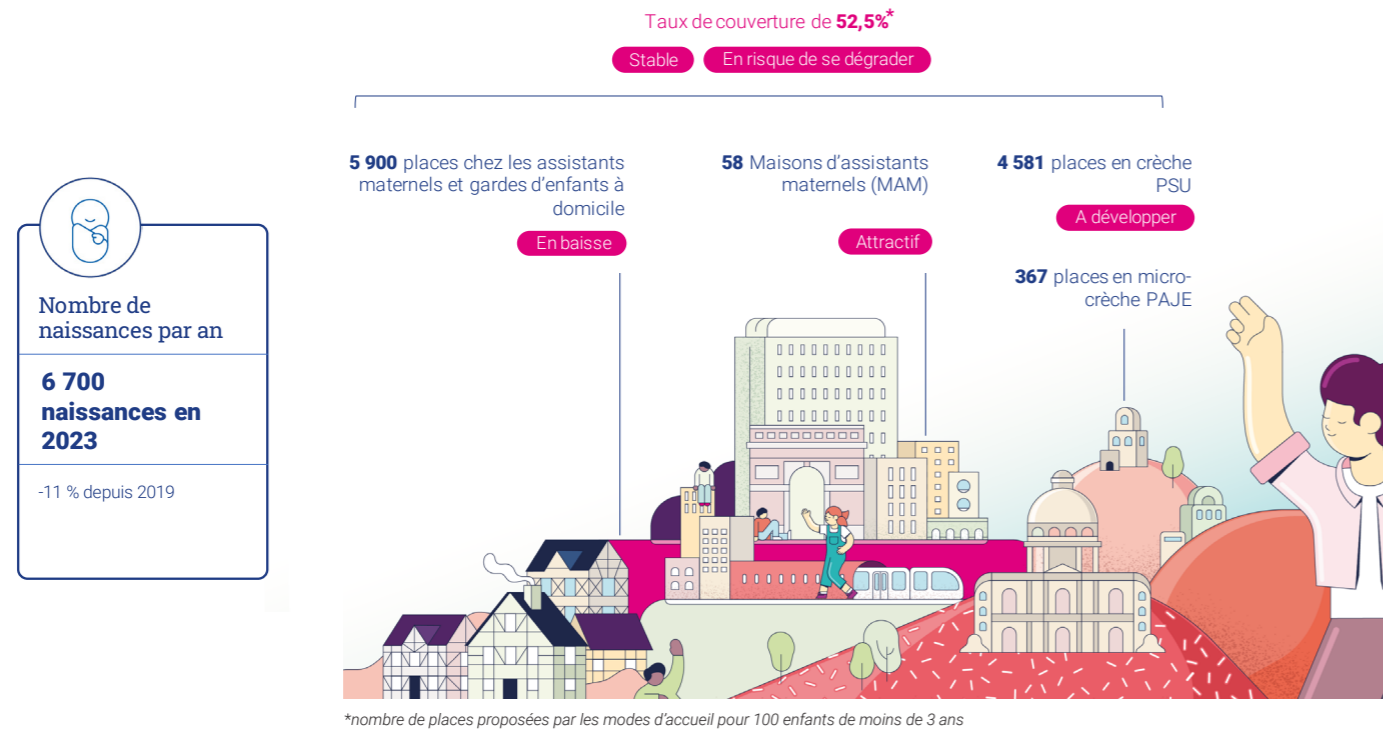 Taux de couverture de 52,5%*
Stable
En risque de se dégrader
5 900 places chez les assistants
maternels et gardes d'enfants à
domicile
En baisse
58 Maisons d'assistants
maternels (MAM)
Attractif
4 581 places en crèche
PSU
A développer
367 places en micro-
crèche PAJE
Nombre de
naissances par an
6 700
naissances en
2023
-11 % depuis 2019
*nombre de places proposées par les modes d'accueil pour 100 enfants de moins de 3 ans